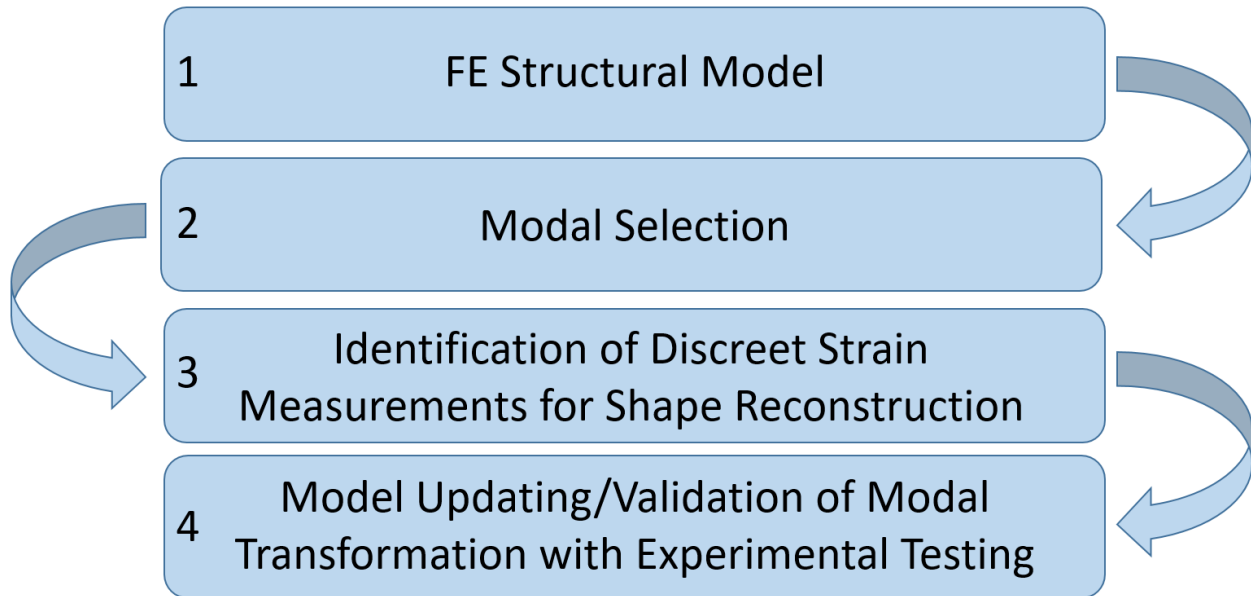 1 FE Structural Model
2 Modal Selection
3 Identification of Discreet Strain
Measurements for Shape Reconstruction
4 Model Updating/Validation of Modal
Transformation with Experimental Testing